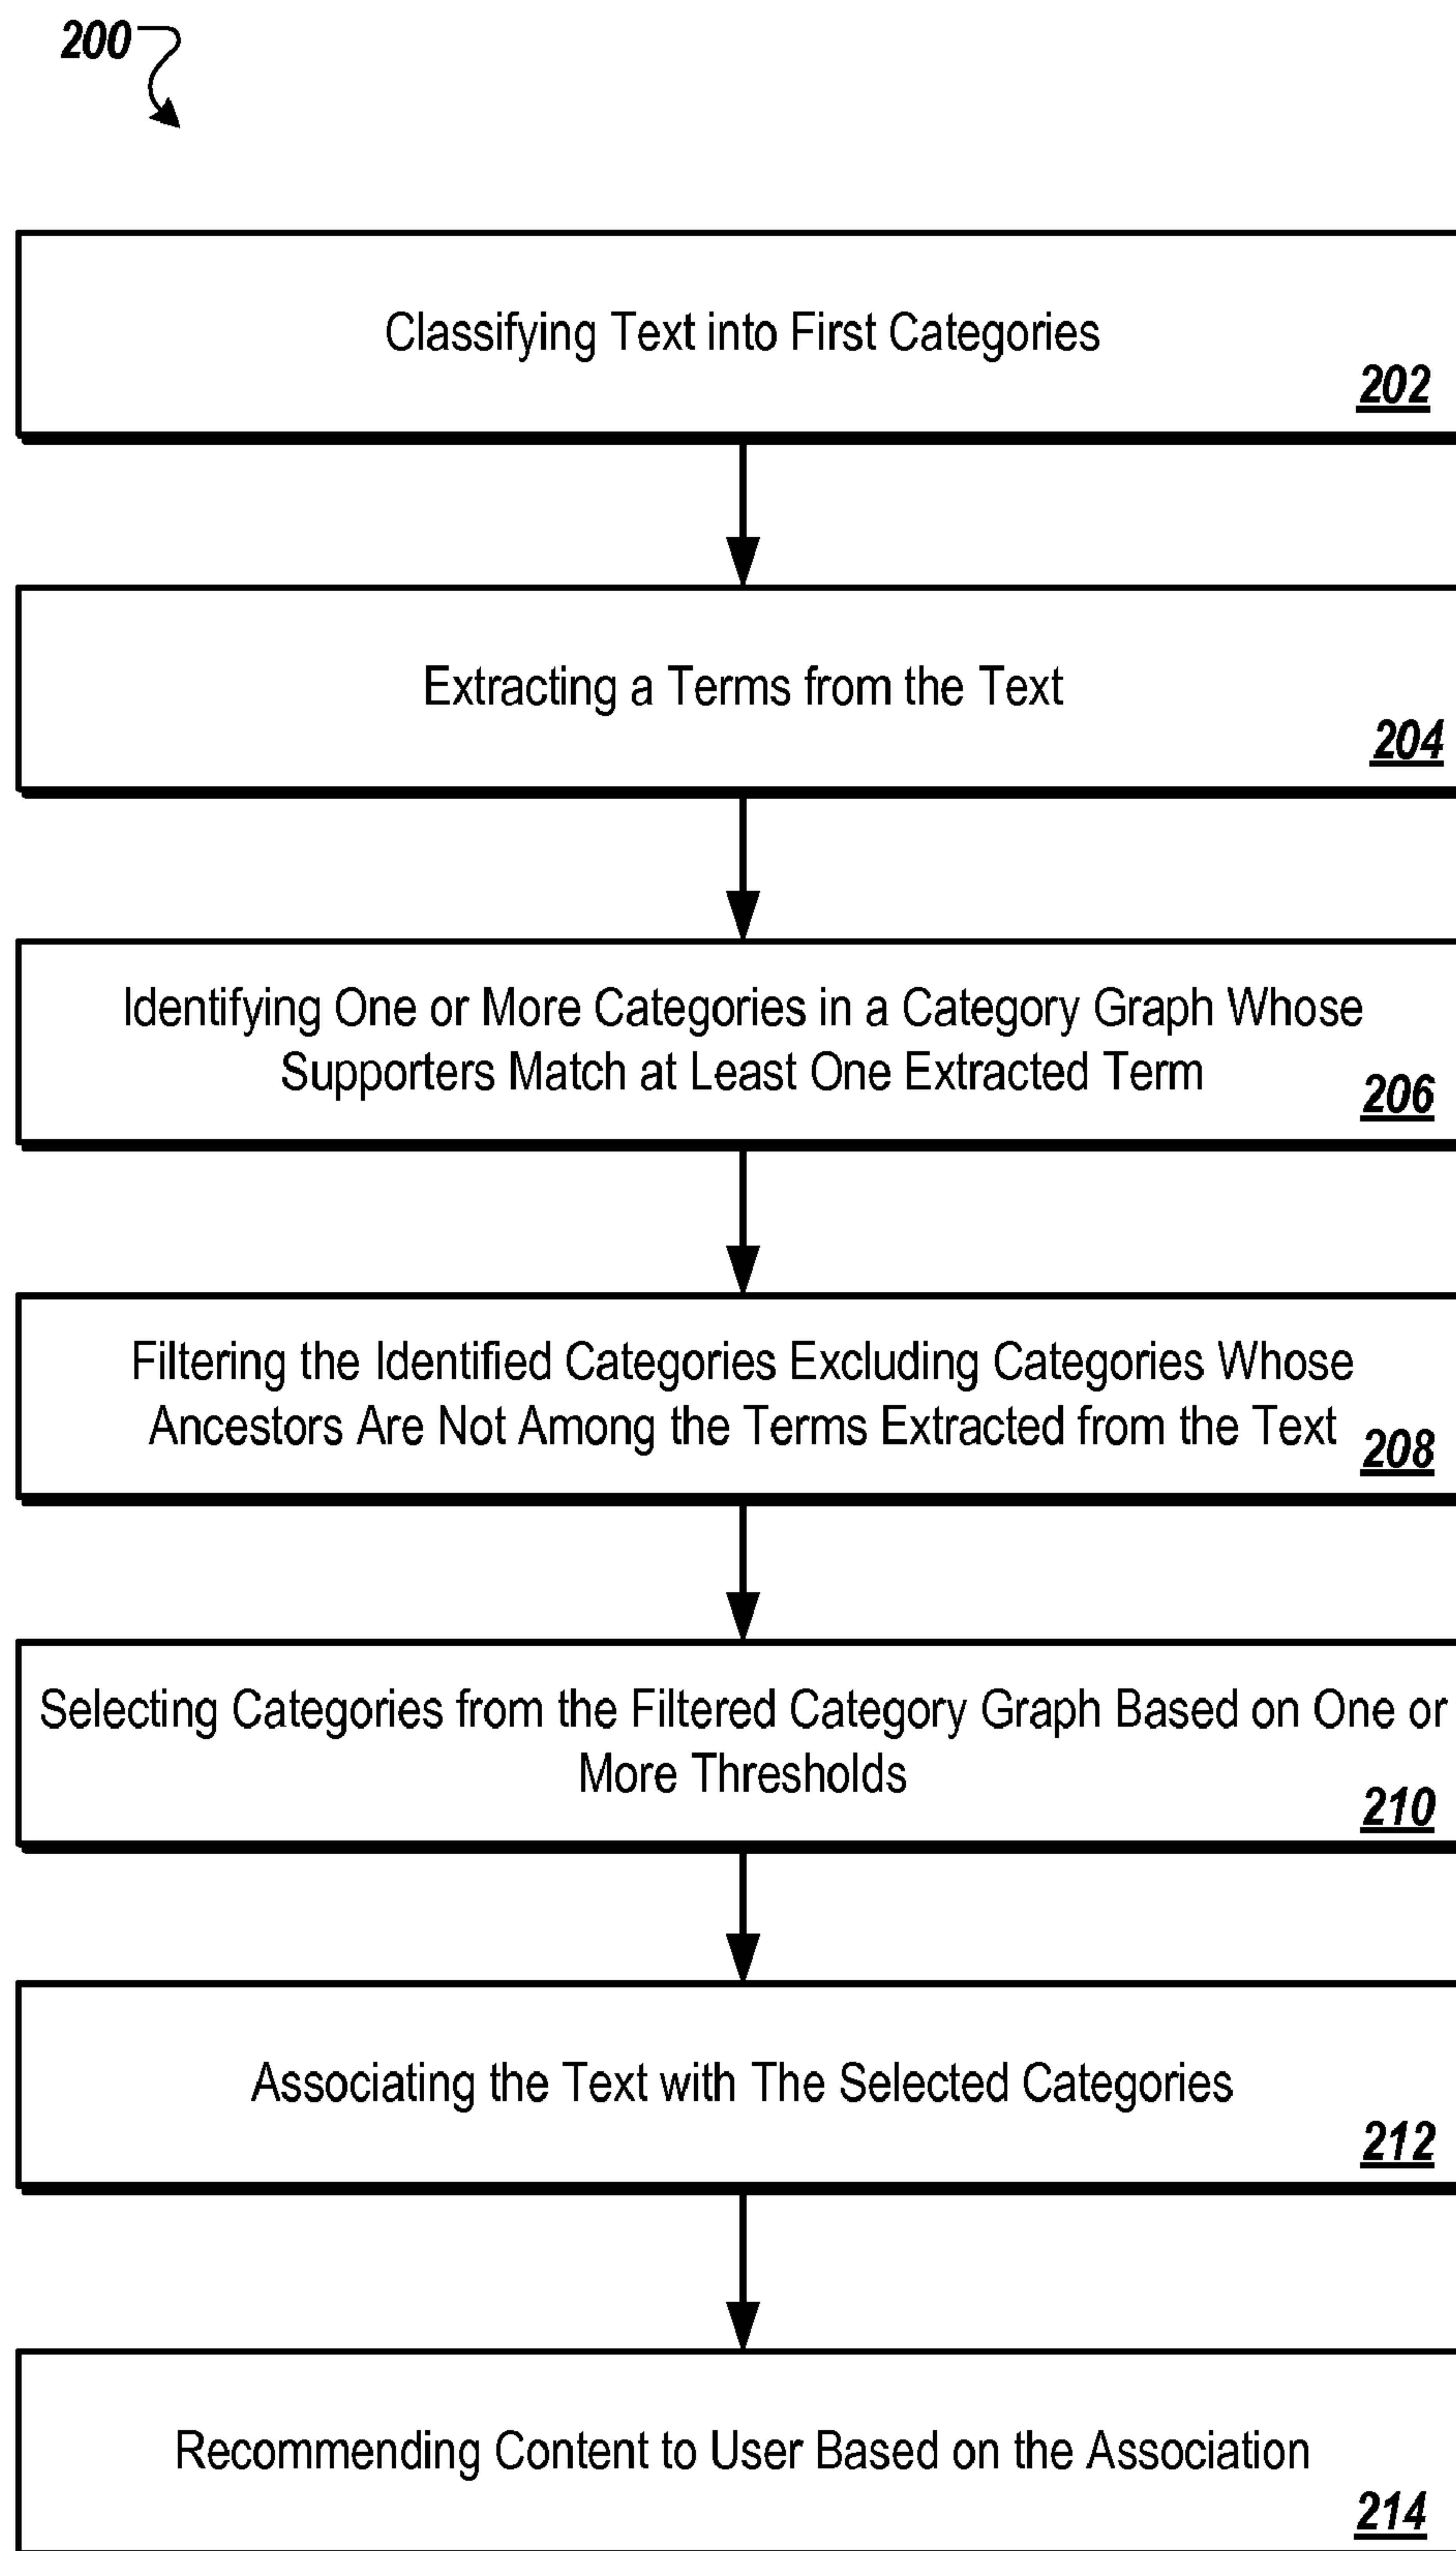 200
Classifying Text into First Categories
202
Extracting a Terms from the Text
204
Identifying One or More Categories in a Category Graph Whose
Supporters Match at Least One Extracted Term
206
Filtering the Identified Categories Excluding Categories Whose
Ancestors Are Not Among the Terms Extracted from the Text
208
Selecting Categories from the Filtered Category Graph Based on One or
More Thresholds
210
Associating the Text with The Selected Categories
212
Recommending Content to User Based on the Association
214